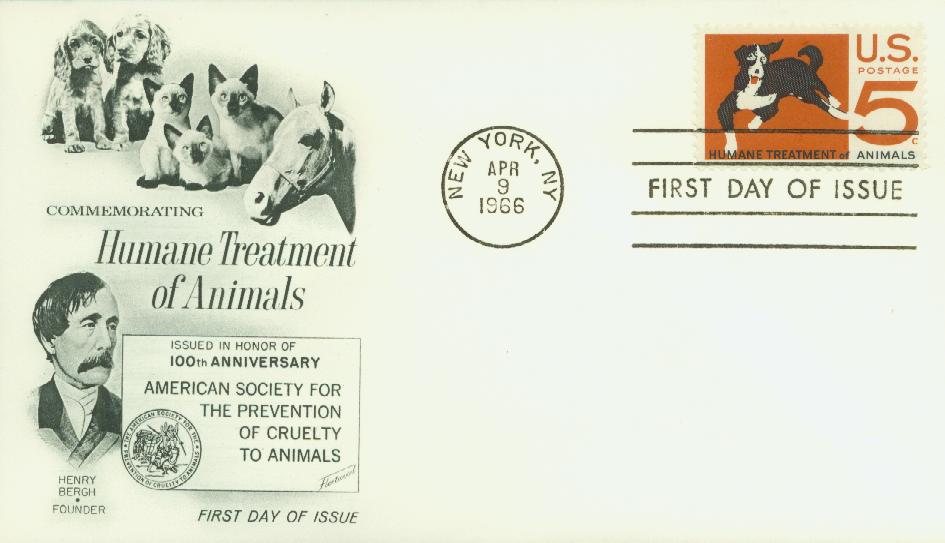 COMMEMORATING
Humane Treatment
of Animals
ISSUED IN HONOR OF
100th ANNIVERSARY
AMERICAN SOCIETY FOR
THE PREVENTION
OF CRUELTY
TO ANIMALS
THE AMERICAN SOCIETY FOR THE PREVENTION OF CRUELTY TO ANIMALS
Fleetwood
HENRY
BERGH
•
FOUNDER
FIRST DAY OF ISSUE
NEW YORK, NY
APR
9
1966
U.S.
POSTAGE
5c
HUMANE TREATMENT of ANIMALS
FIRST DAY OF ISSUE